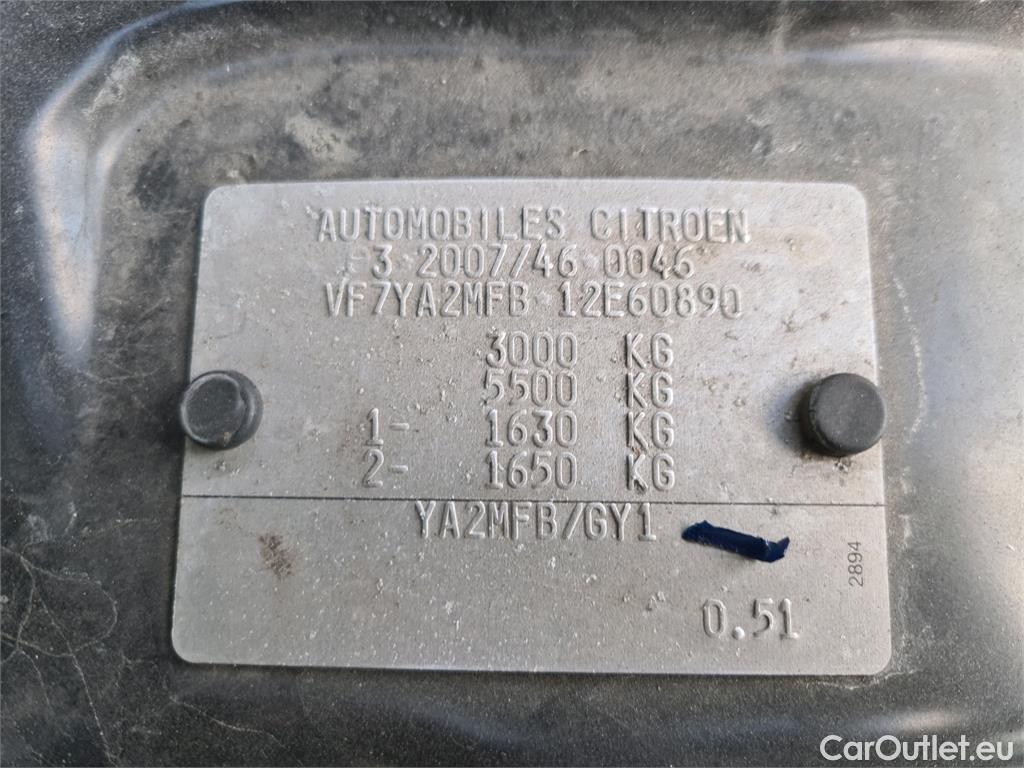 AUTOMOBILES CITROEN
E3 2007/46 0046
VF7YA2MFB 12E60890
3000 KG
5500 KG
1- 1630 KG
2- 1650 KG
YA2MFB/GY1
2894
0.51
CarOutlet.eu